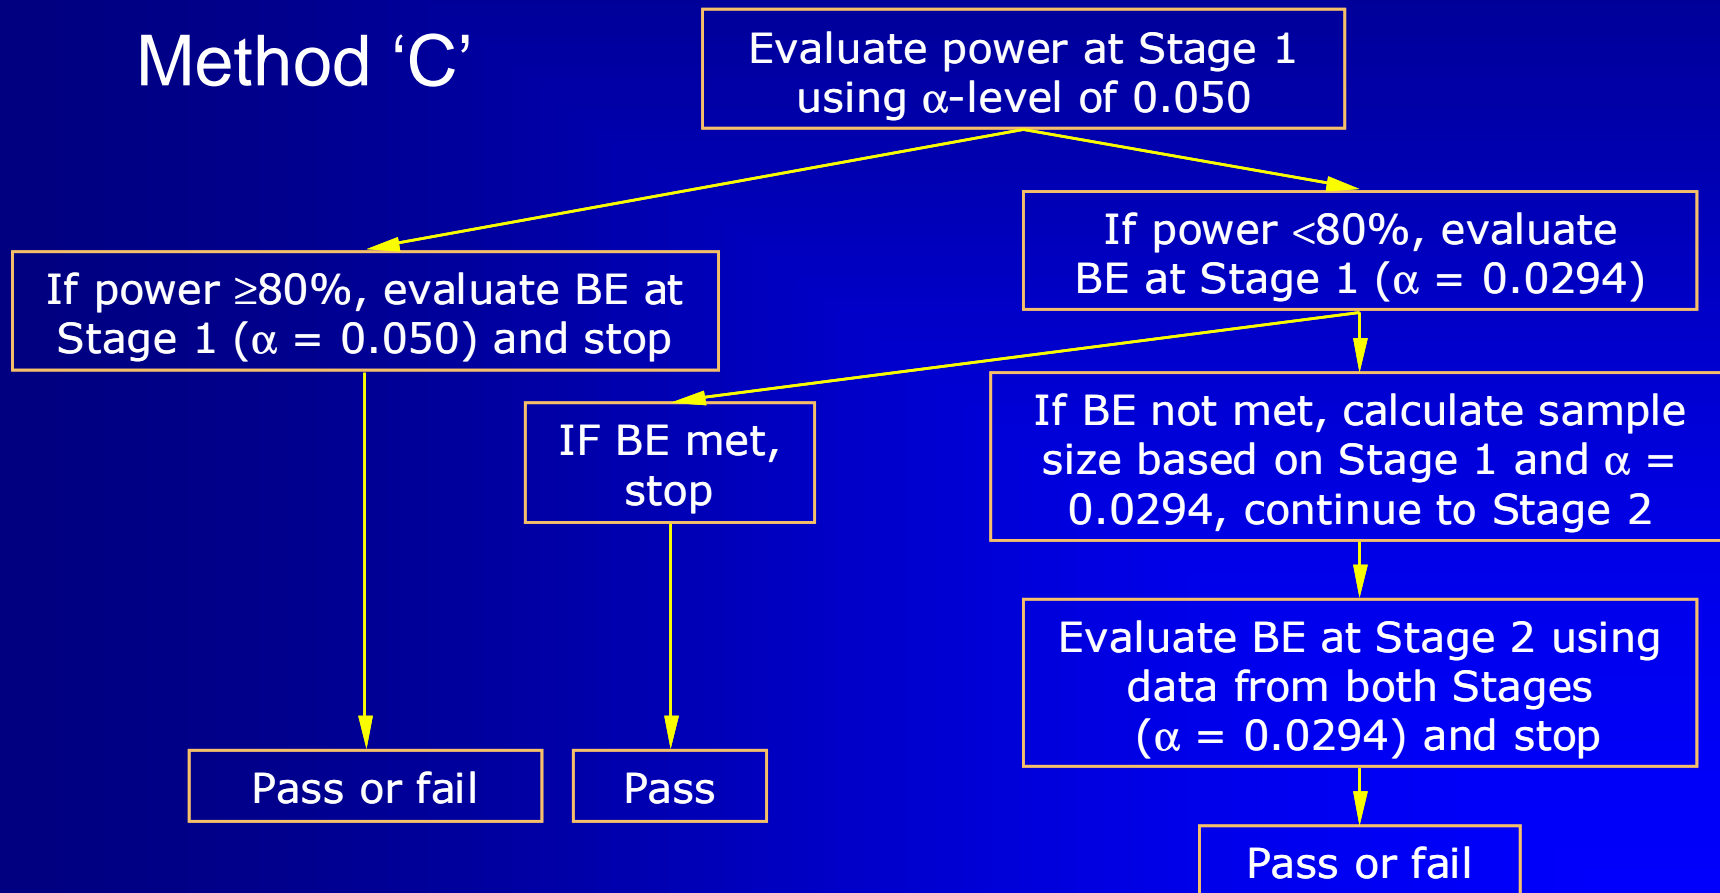 Method ‘C’
Evaluate power at Stage 1
using α-level of 0.050
If power <80%, evaluate
BE at Stage 1 (α = 0.0294)
If power ≥80%, evaluate BE at
Stage 1 (α = 0.050) and stop
IF BE met,
stop
If BE not met, calculate sample
size based on Stage 1 and α =
0.0294, continue to Stage 2
Evaluate BE at Stage 2 using
data from both Stages
(α = 0.0294) and stop
Pass or fail
Pass
Pass or fail